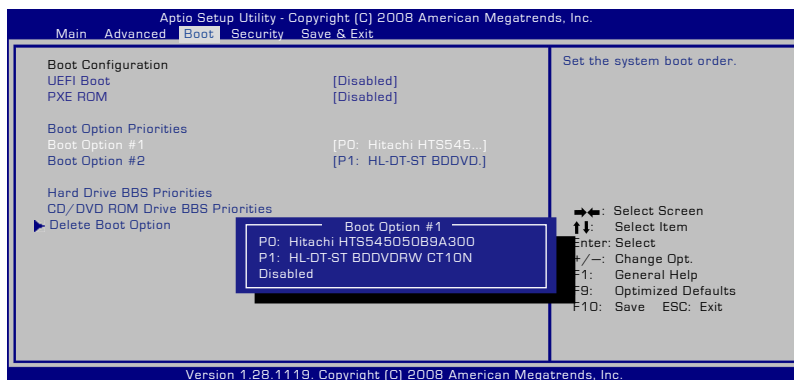 Aptio Setup Utility - Copyright (C) 2008 American Megatrends, Inc.
Main Advanced Boot Security Save & Exit
Boot Configuration
UEFI Boot [Disabled]
PXE ROM [Disabled]
Boot Option Priorities
Boot Option #1 [P0: Hitachi HTS545...]
Boot Option #2 [P1: HL-DT-ST BDDVD.]
Hard Drive BBS Priorities
CD/DVD ROM Drive BBS Priorities
Delete Boot Option
Boot Option #1
P0: Hitachi HTS545050B9A300
P1: HL-DT-ST BDDVDRW CT10N
Disabled
Set the system boot order.
→←: Select Screen
↑↓: Select Item
Enter: Select
+/—: Change Opt.
F1: General Help
F9: Optimized Defaults
F10: Save ESC: Exit
Version 1.28.1119. Copyright (C) 2008 American Megatrends, Inc.